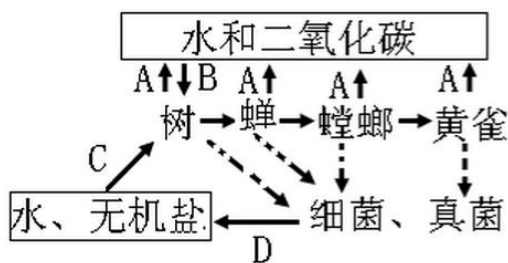 水和二氧化碳
A B A A A
树 蝉 螳螂 黄雀
C
水、无机盐 细菌、真菌
D